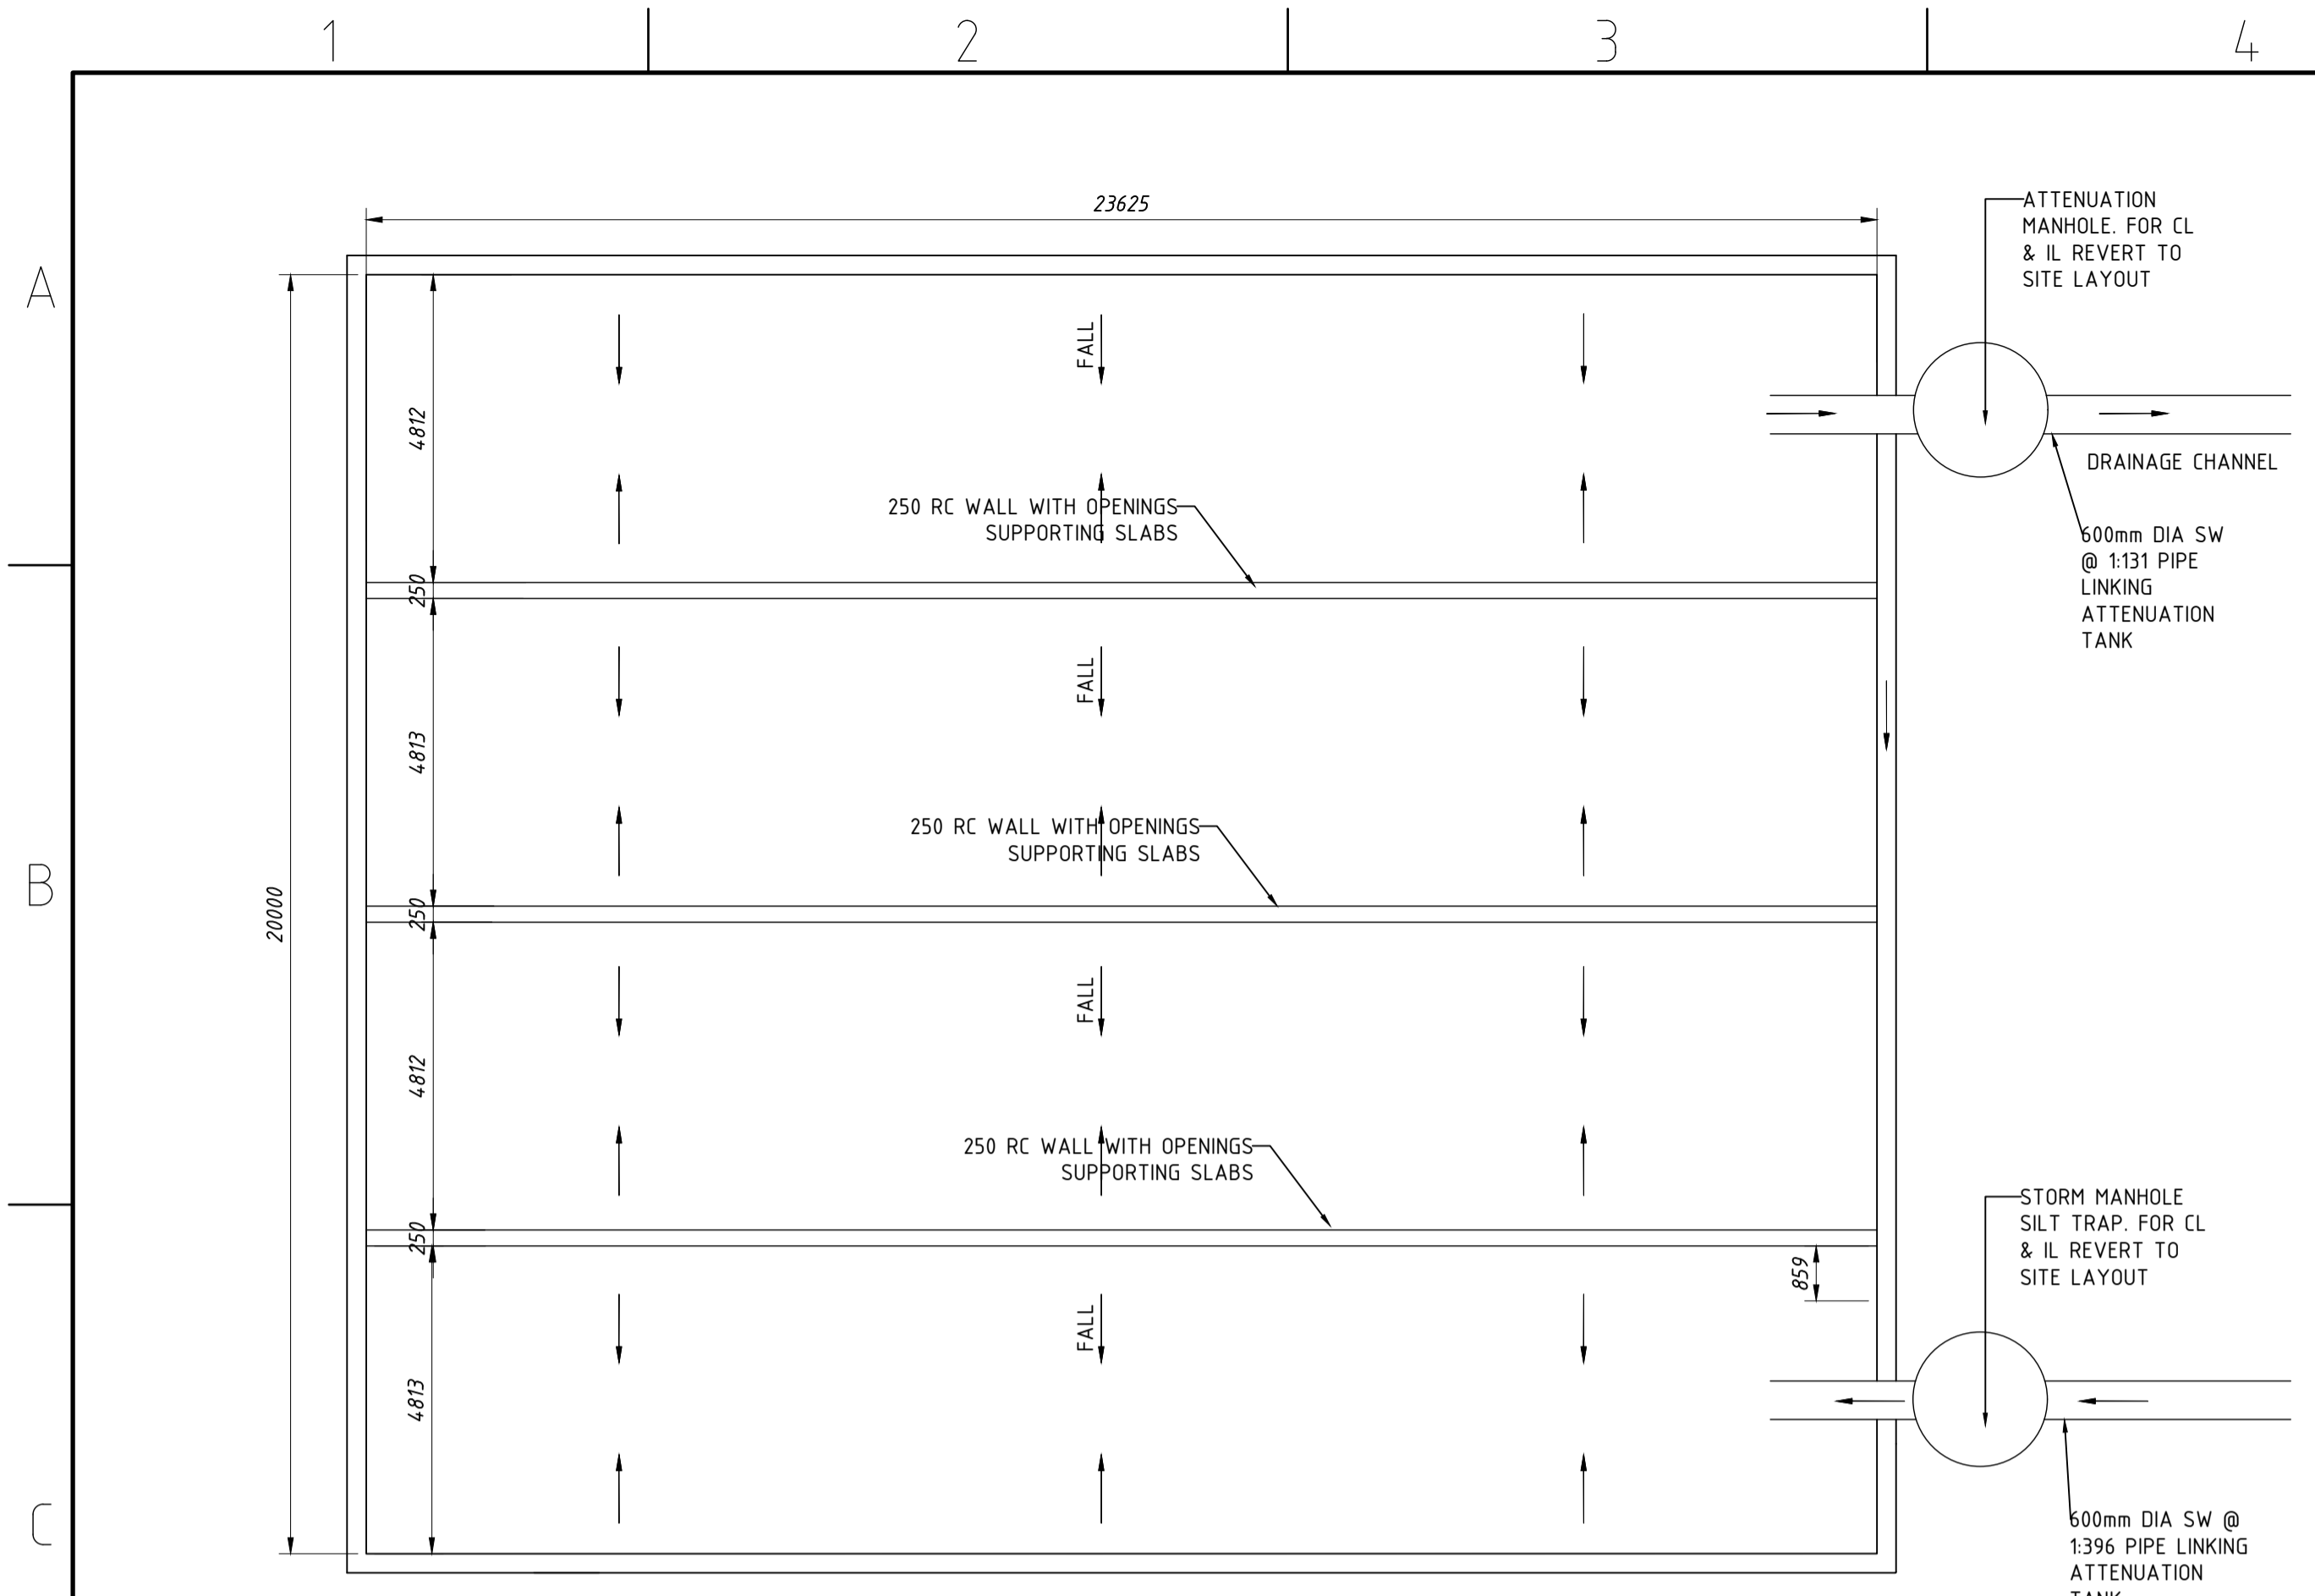 1
2
3
4
A
B
C
23625
20000
4812
250
4813
250
4812
250
4813
859
FALL
FALL
FALL
FALL
250 RC WALL WITH OPENINGS
SUPPORTING SLABS
250 RC WALL WITH OPENINGS
SUPPORTING SLABS
250 RC WALL WITH OPENINGS
SUPPORTING SLABS
ATTENUATION
MANHOLE. FOR CL
& IL REVERT TO
SITE LAYOUT
DRAINAGE CHANNEL
600mm DIA SW
@ 1:131 PIPE
LINKING
ATTENUATION
TANK
STORM MANHOLE
SILT TRAP. FOR CL
& IL REVERT TO
SITE LAYOUT
600mm DIA SW @
1:396 PIPE LINKING
ATTENUATION
TANK